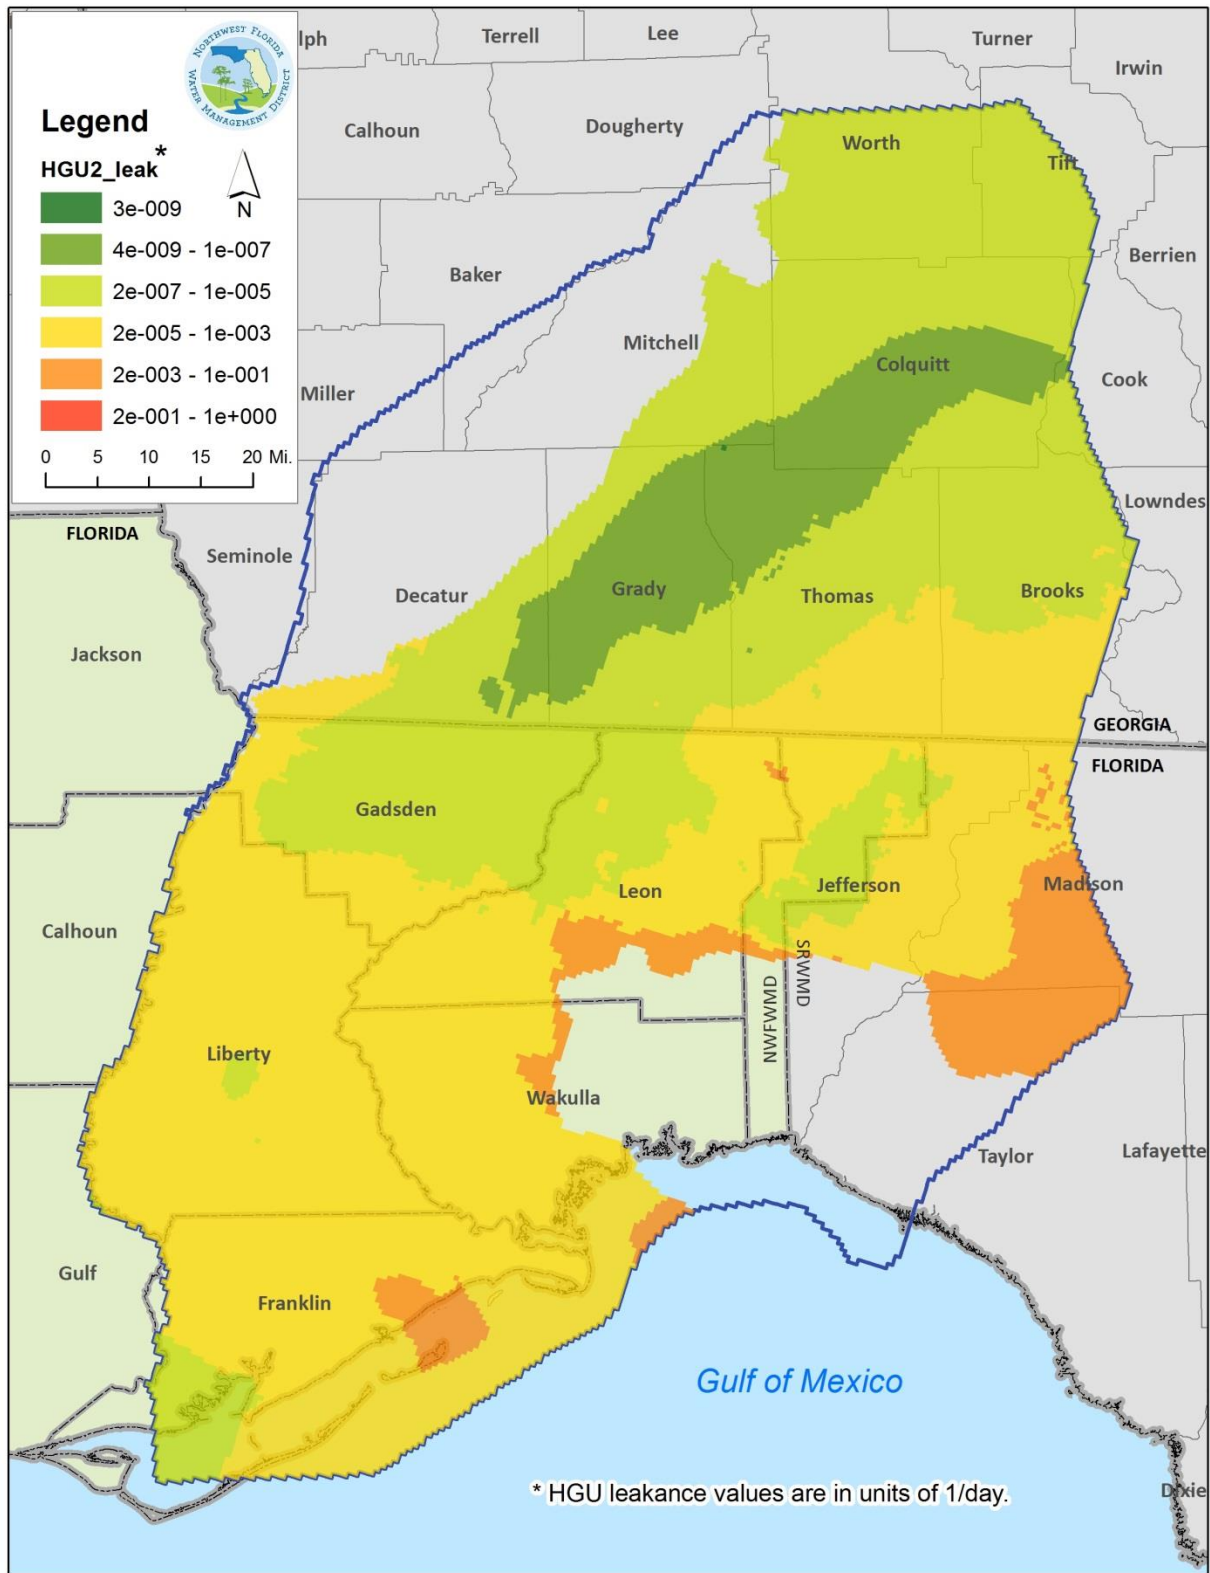 NORTHWEST FLORIDA
WATER MANAGEMENT DISTRICT
Legend
HGU2_leak*
N
3e-009
4e-009 - 1e-007
2e-007 - 1e-005
2e-005 - 1e-003
2e-003 - 1e-001
2e-001 - 1e+000
0 5 10 15 20 Mi.
lph
Terrell
Lee
Turner
Irwin
Calhoun
Dougherty
Worth
Tift
Baker
Berrien
Mitchell
Colquitt
Miller
Cook
Lowndes
FLORIDA
Seminole
Decatur
Grady
Thomas
Brooks
Jackson
GEORGIA
FLORIDA
Gadsden
Leon
Jefferson
Madison
Calhoun
SRWMD
NWFWMD
Liberty
Wakulla
Taylor
Lafayette
Gulf
Franklin
Gulf of Mexico
* HGU leakance values are in units of 1/day.
Dixie